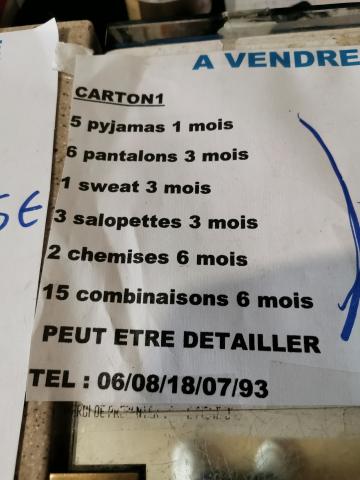 A VENDRE
CARTON1
5 pyjamas 1 mois
6 pantalons 3 mois
1 sweat 3 mois
3 salopettes 3 mois
5€
2 chemises 6 mois
15 combinaisons 6 mois
PEUT ETRE DETAILLER
TEL : 06/08/18/07/93